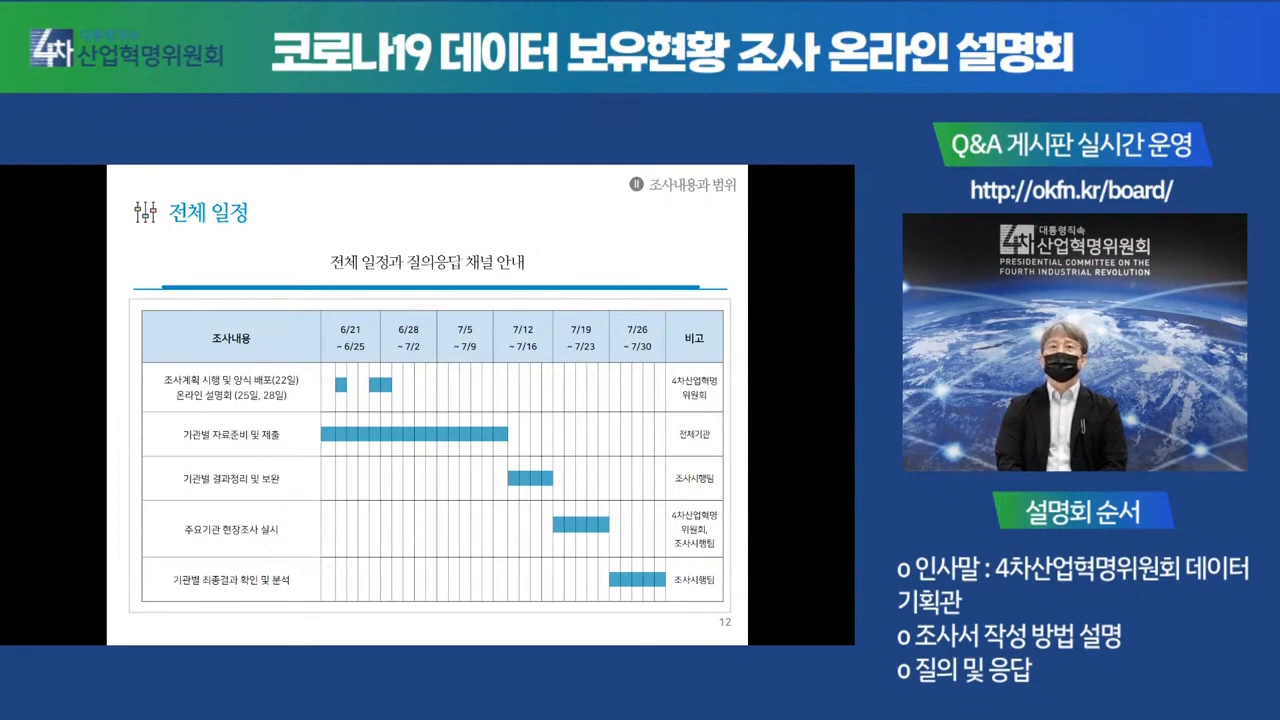 대통령직속
4차 산업혁명위원회
코로나19 데이터 보유현황 조사 온라인 설명회
Ⅱ 조사내용과 범위
전체 일정
전체 일정과 질의응답 채널 안내
조사내용 6/21 ~ 6/25 6/28 ~ 7/2 7/5 ~ 7/9 7/12 ~ 7/16 7/19 ~ 7/23 7/26 ~ 7/30 비고
조사계획 시행 및 양식 배포(22일)
온라인 설명회 (25일, 28일)
4차산업혁명
위원회
기관별 자료준비 및 제출 전체기관
기관별 결과정리 및 보완 조사시행팀
주요기관 현장조사 실시
4차산업혁명
위원회,
조사시행팀
기관별 최종결과 확인 및 분석 조사시행팀
12
Q&A 게시판 실시간 운영
http://okfn.kr/board/
대통령직속
4차 산업혁명위원회
PRESIDENTIAL COMMITTEE ON THE
FOURTH INDUSTRIAL REVOLUTION
설명회 순서
o 인사말 : 4차산업혁명위원회 데이터
기획관
o 조사서 작성 방법 설명
o 질의 및 응답